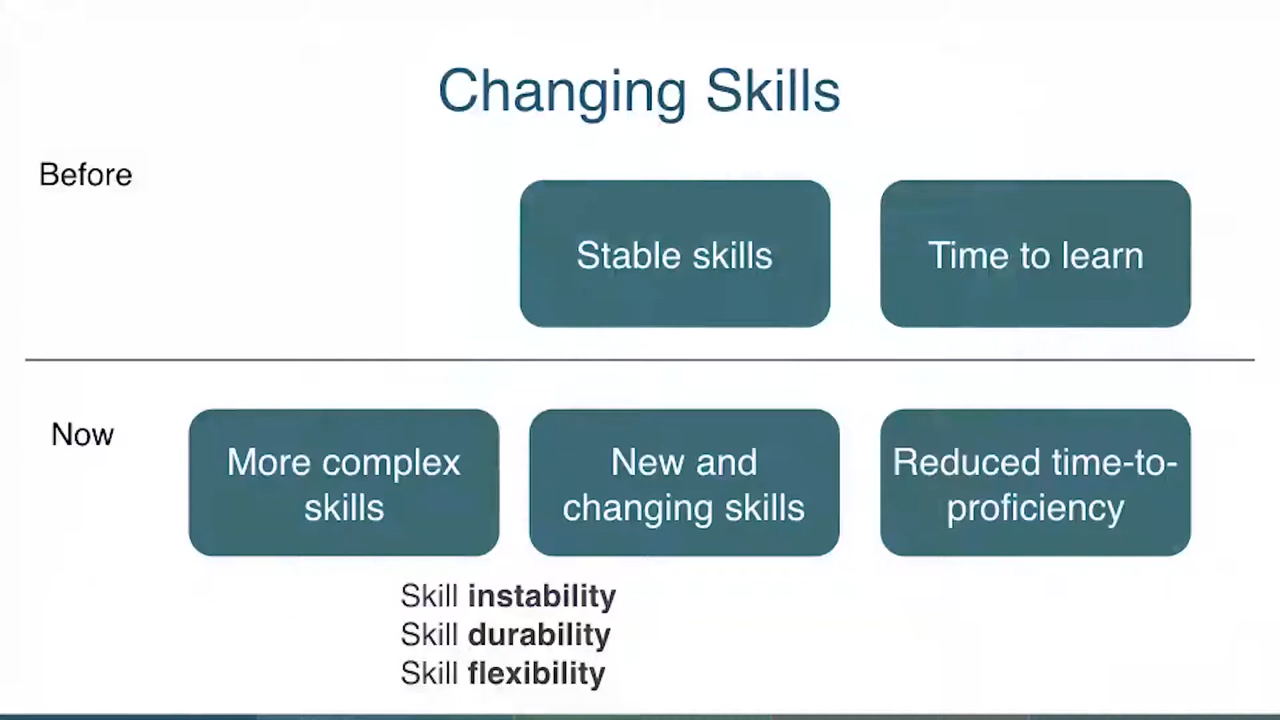 Changing Skills
Before
Stable skills
Time to learn
Now
More complex
skills
New and
changing skills
Reduced time-to-
proficiency
Skill instability
Skill durability
Skill flexibility